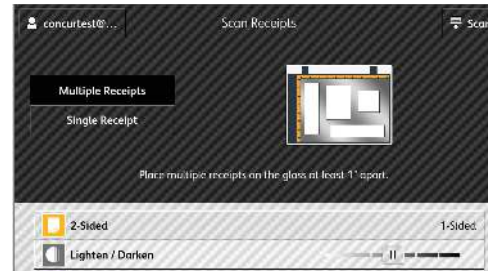 concurtest@... Scan Receipts Scan
Multiple Receipts
Single Receipt
Place multiple receipts on the glass at least 1" apart.
2-Sided 1-Sided
Lighten / Darken